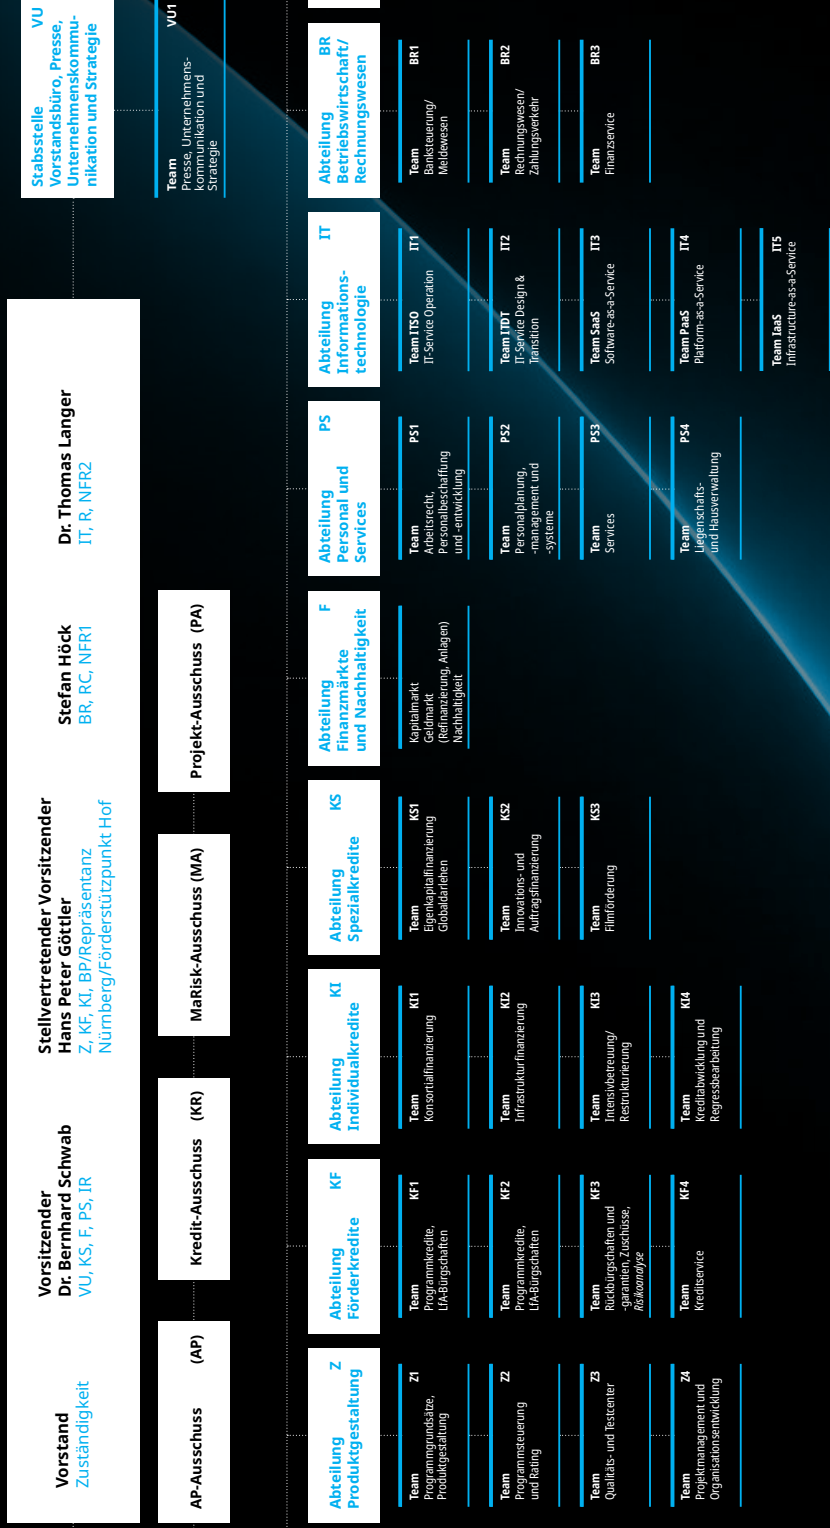 Vorstand
Zuständigkeit
Vorsitzender
Dr. Bernhard Schwab
VU, KS, F, PS, IR
Stellvertretender Vorsitzender
Hans Peter Göttler
Z, KF, KI, BP/Repräsentanz
Nürnberg/Förderstützpunkt Hof
Stefan Höck
BR, RC, NFR1
Dr. Thomas Langer
IT, R, NFR2
Stabsstelle VU
Vorstandsbüro, Presse,
Unternehmenskommu-
nikation und Strategie
Team VU1
Presse, Unternehmens-
kommunikation und
Strategie
AP-Ausschuss (AP)
Kredit-Ausschuss (KR)
MaRisk-Ausschuss (MA)
Projekt-Ausschuss (PA)
Abteilung Z
Produktgestaltung
Team Z1
Programmgrundsätze,
Produktgestaltung
Team Z2
Programmsteuerung
und Rating
Team Z3
Qualitäts- und Testcenter
Team Z4
Projektmanagement und
Organisationsentwicklung
Abteilung KF
Förderkredite
Team KF1
Programmkredite,
LfA-Bürgschaften
Team KF2
Programmkredite,
LfA-Bürgschaften
Team KF3
Rückbürgschaften und
-garantien, Zuschüsse,
Risikoanalyse
Team KF4
Kreditservice
Abteilung KI
Individualkredite
Team KI1
Konsortialfinanzierung
Team KI2
Infrastrukturfinanzierung
Team KI3
Intensivbetreuung/
Restrukturierung
Team KI4
Kreditabwicklung und
Regressbearbeitung
Abteilung KS
Spezialkredite
Team KS1
Eigenkapitalfinanzierung
Globaldarlehen
Team KS2
Innovations- und
Auftragsfinanzierung
Team KS3
Filmförderung
Abteilung F
Finanzmärkte
und Nachhaltigkeit
Kapitalmarkt
Geldmarkt
(Refinanzierung, Anlagen)
Nachhaltigkeit
Abteilung PS
Personal und
Services
Team PS1
Arbeitsrecht,
Personalbeschaffung
und -entwicklung
Team PS2
Personalplanung,
-management und
-systeme
Team PS3
Services
Team PS4
Liegenschafts-
und Hausverwaltung
Abteilung IT
Informations-
technologie
Team ITSO IT1
IT-Service Operation
Team ITDT IT2
IT-Service Design &
Transition
Team SaaS IT3
Software-as-a-Service
Team PaaS IT4
Platform-as-a-Service
Team IaaS IT5
Infrastructure-as-a-Service
Abteilung BR
Betriebswirtschaft/
Rechnungswesen
Team BR1
Banksteuerung/
Meldewesen
Team BR2
Rechnungswesen/
Zahlungsverkehr
Team BR3
Finanzservice